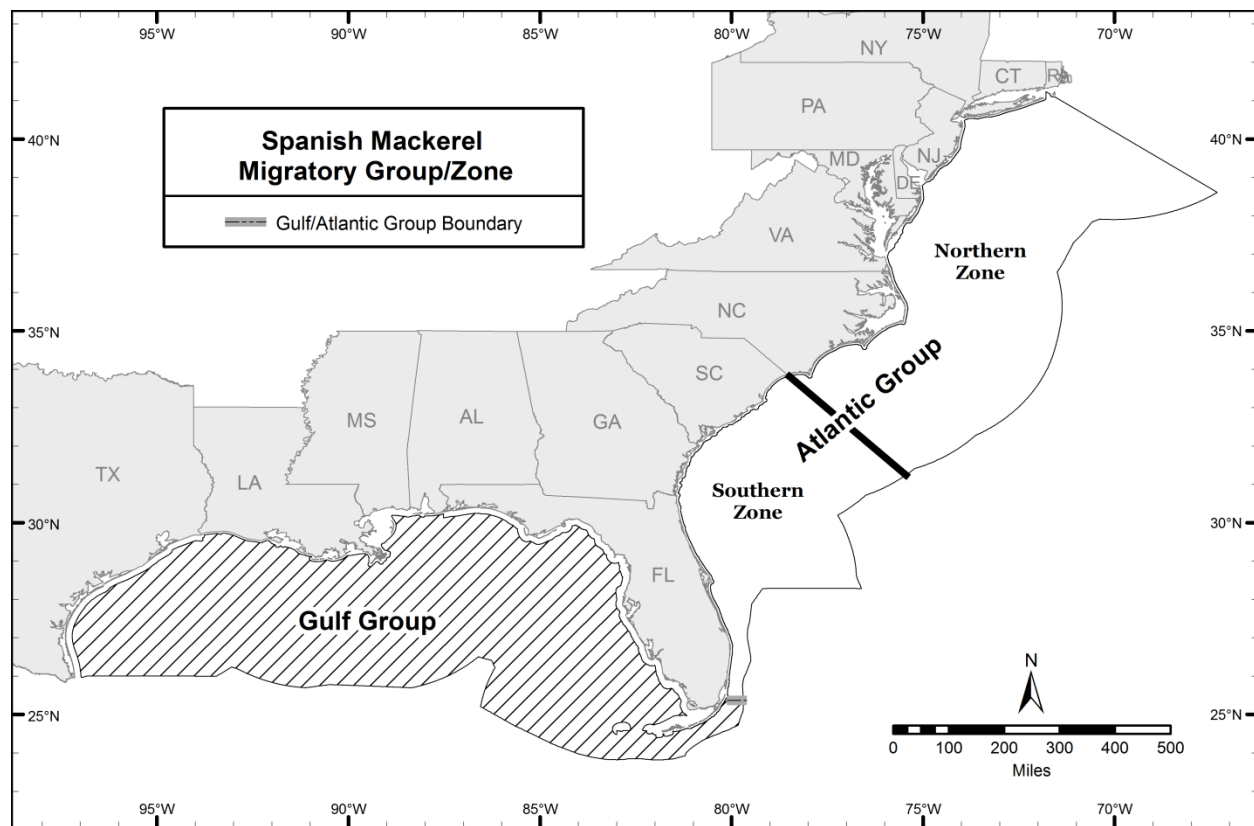 95°W 90°W 85°W 80°W 75°W 70°W
NY
CT
RI
PA
Spanish Mackerel
Migratory Group/Zone
Gulf/Atlantic Group Boundary
40°N
40°N
MD
NJ
DE
VA
Northern
Zone
NC
35°N
35°N
SC
Atlantic Group
MS
AL
GA
TX
LA
Southern
Zone
30°N
30°N
FL
Gulf Group
N
25°N
25°N
0 100 200 300 400 500
Miles
95°W 90°W 85°W 80°W 75°W 70°W